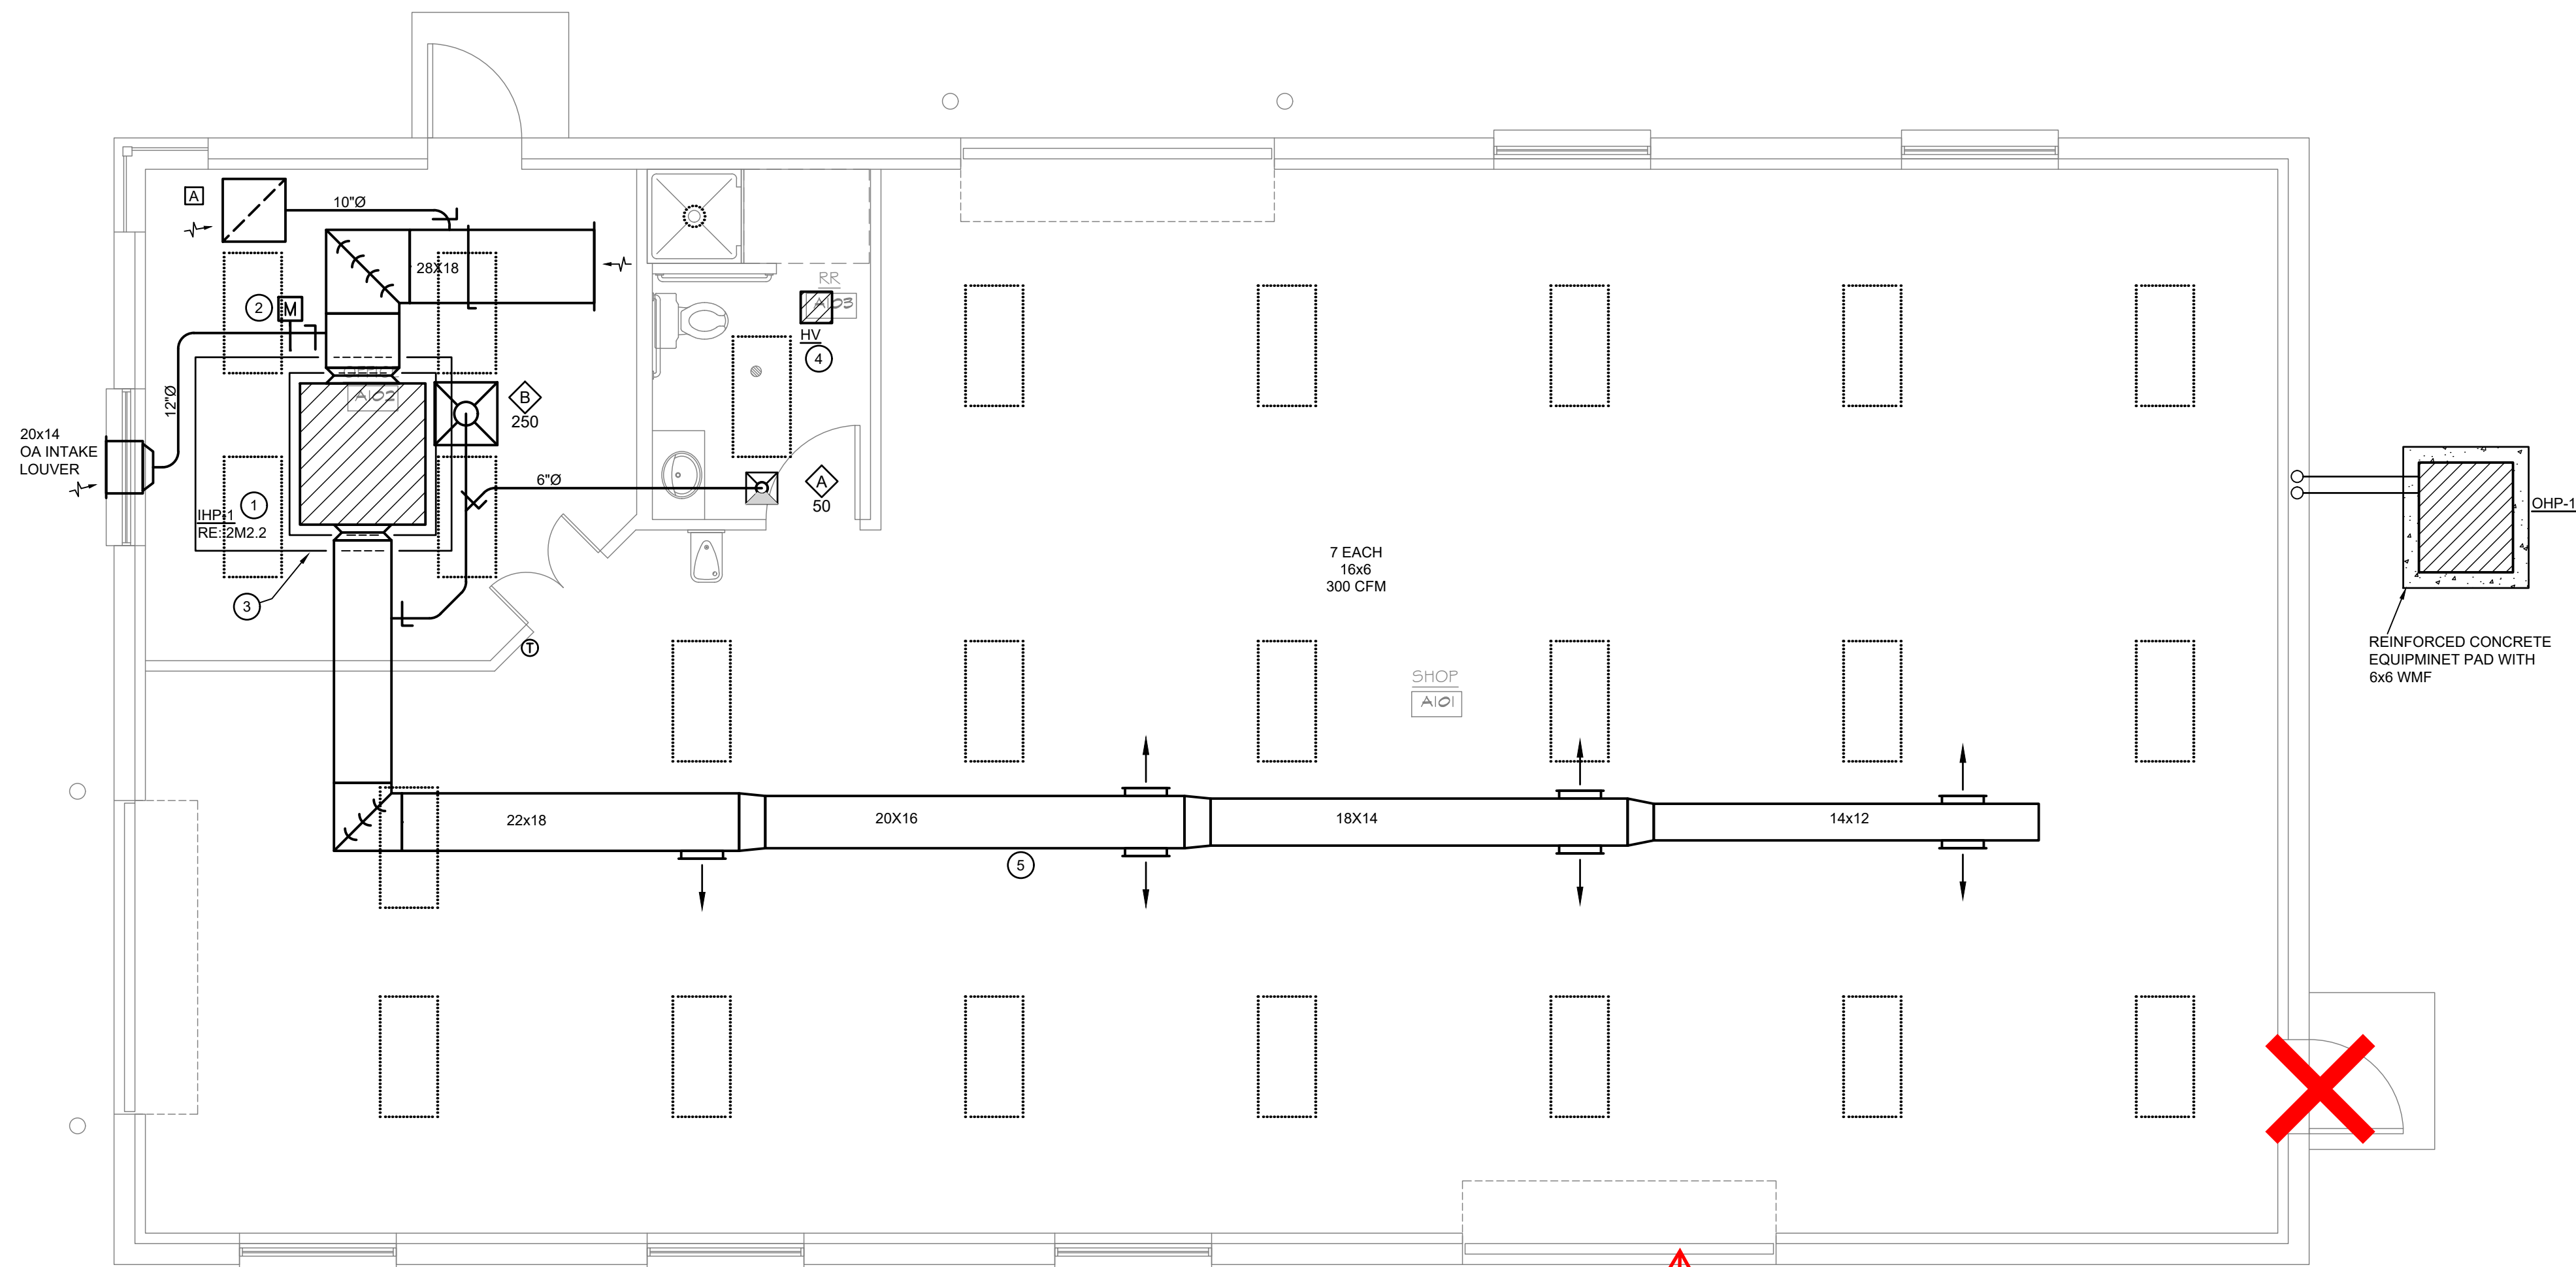 A
10"Ø
28X18
RR
A103
2
M
HV
4
12"Ø
A102
B
250
20x14
OA INTAKE
LOUVER
6"Ø
A
50
1
IHP-1
RE: 2M2.2
OHP-1
7 EACH
16x6
300 CFM
3
T
REINFORCED CONCRETE
EQUIPMINET PAD WITH
6x6 WMF
SHOP
A101
22x18
20X16
18X14
14x12
5